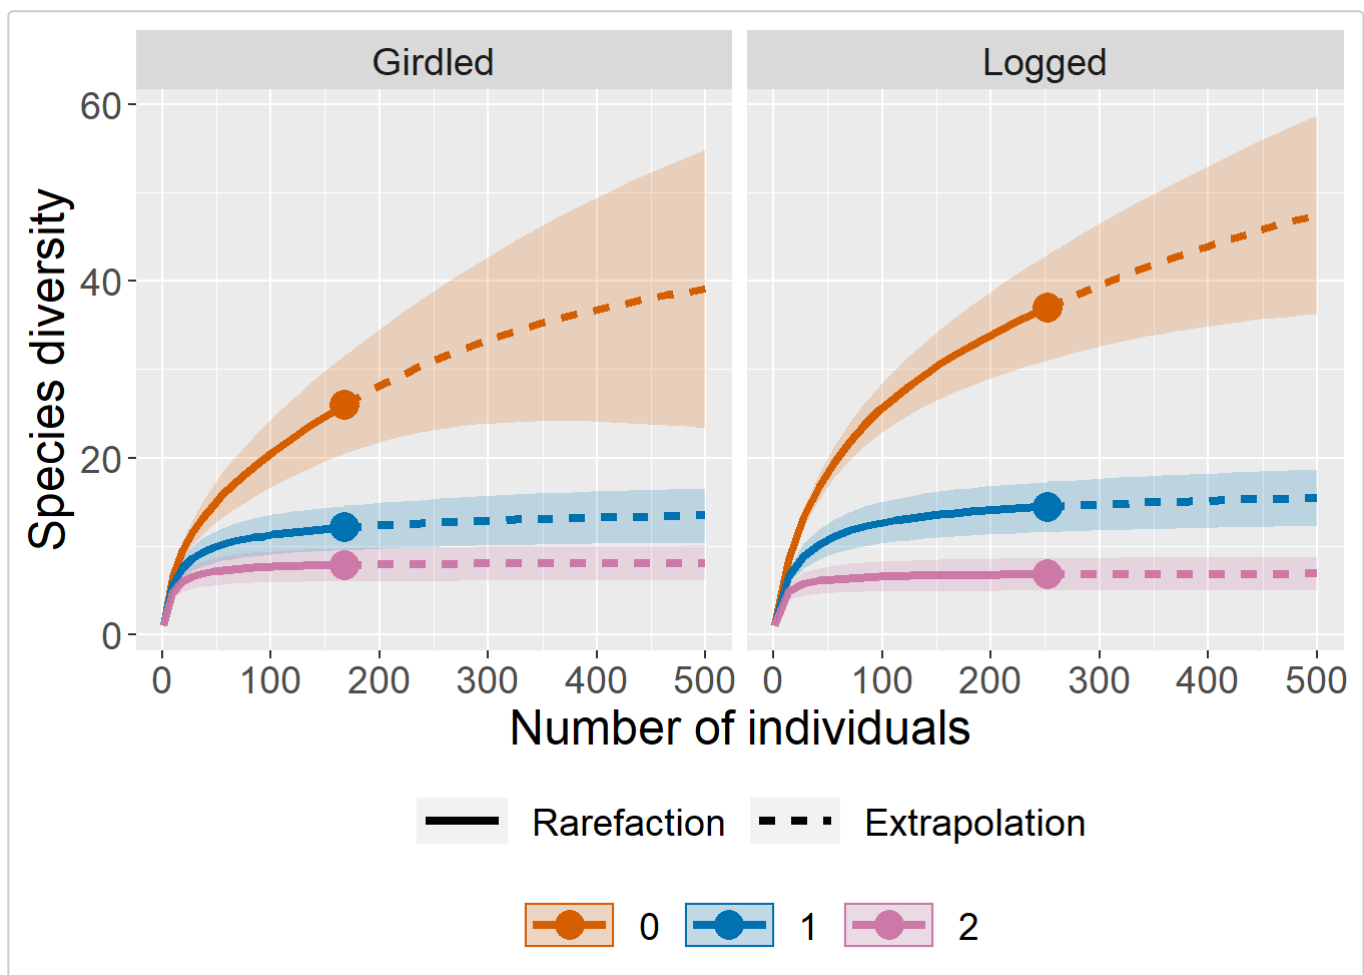 Girdled Logged
60
40
20
0
Species diversity
0 100 200 300 400 500 0 100 200 300 400 500
Number of individuals
Rarefaction Extrapolation
0 1 2